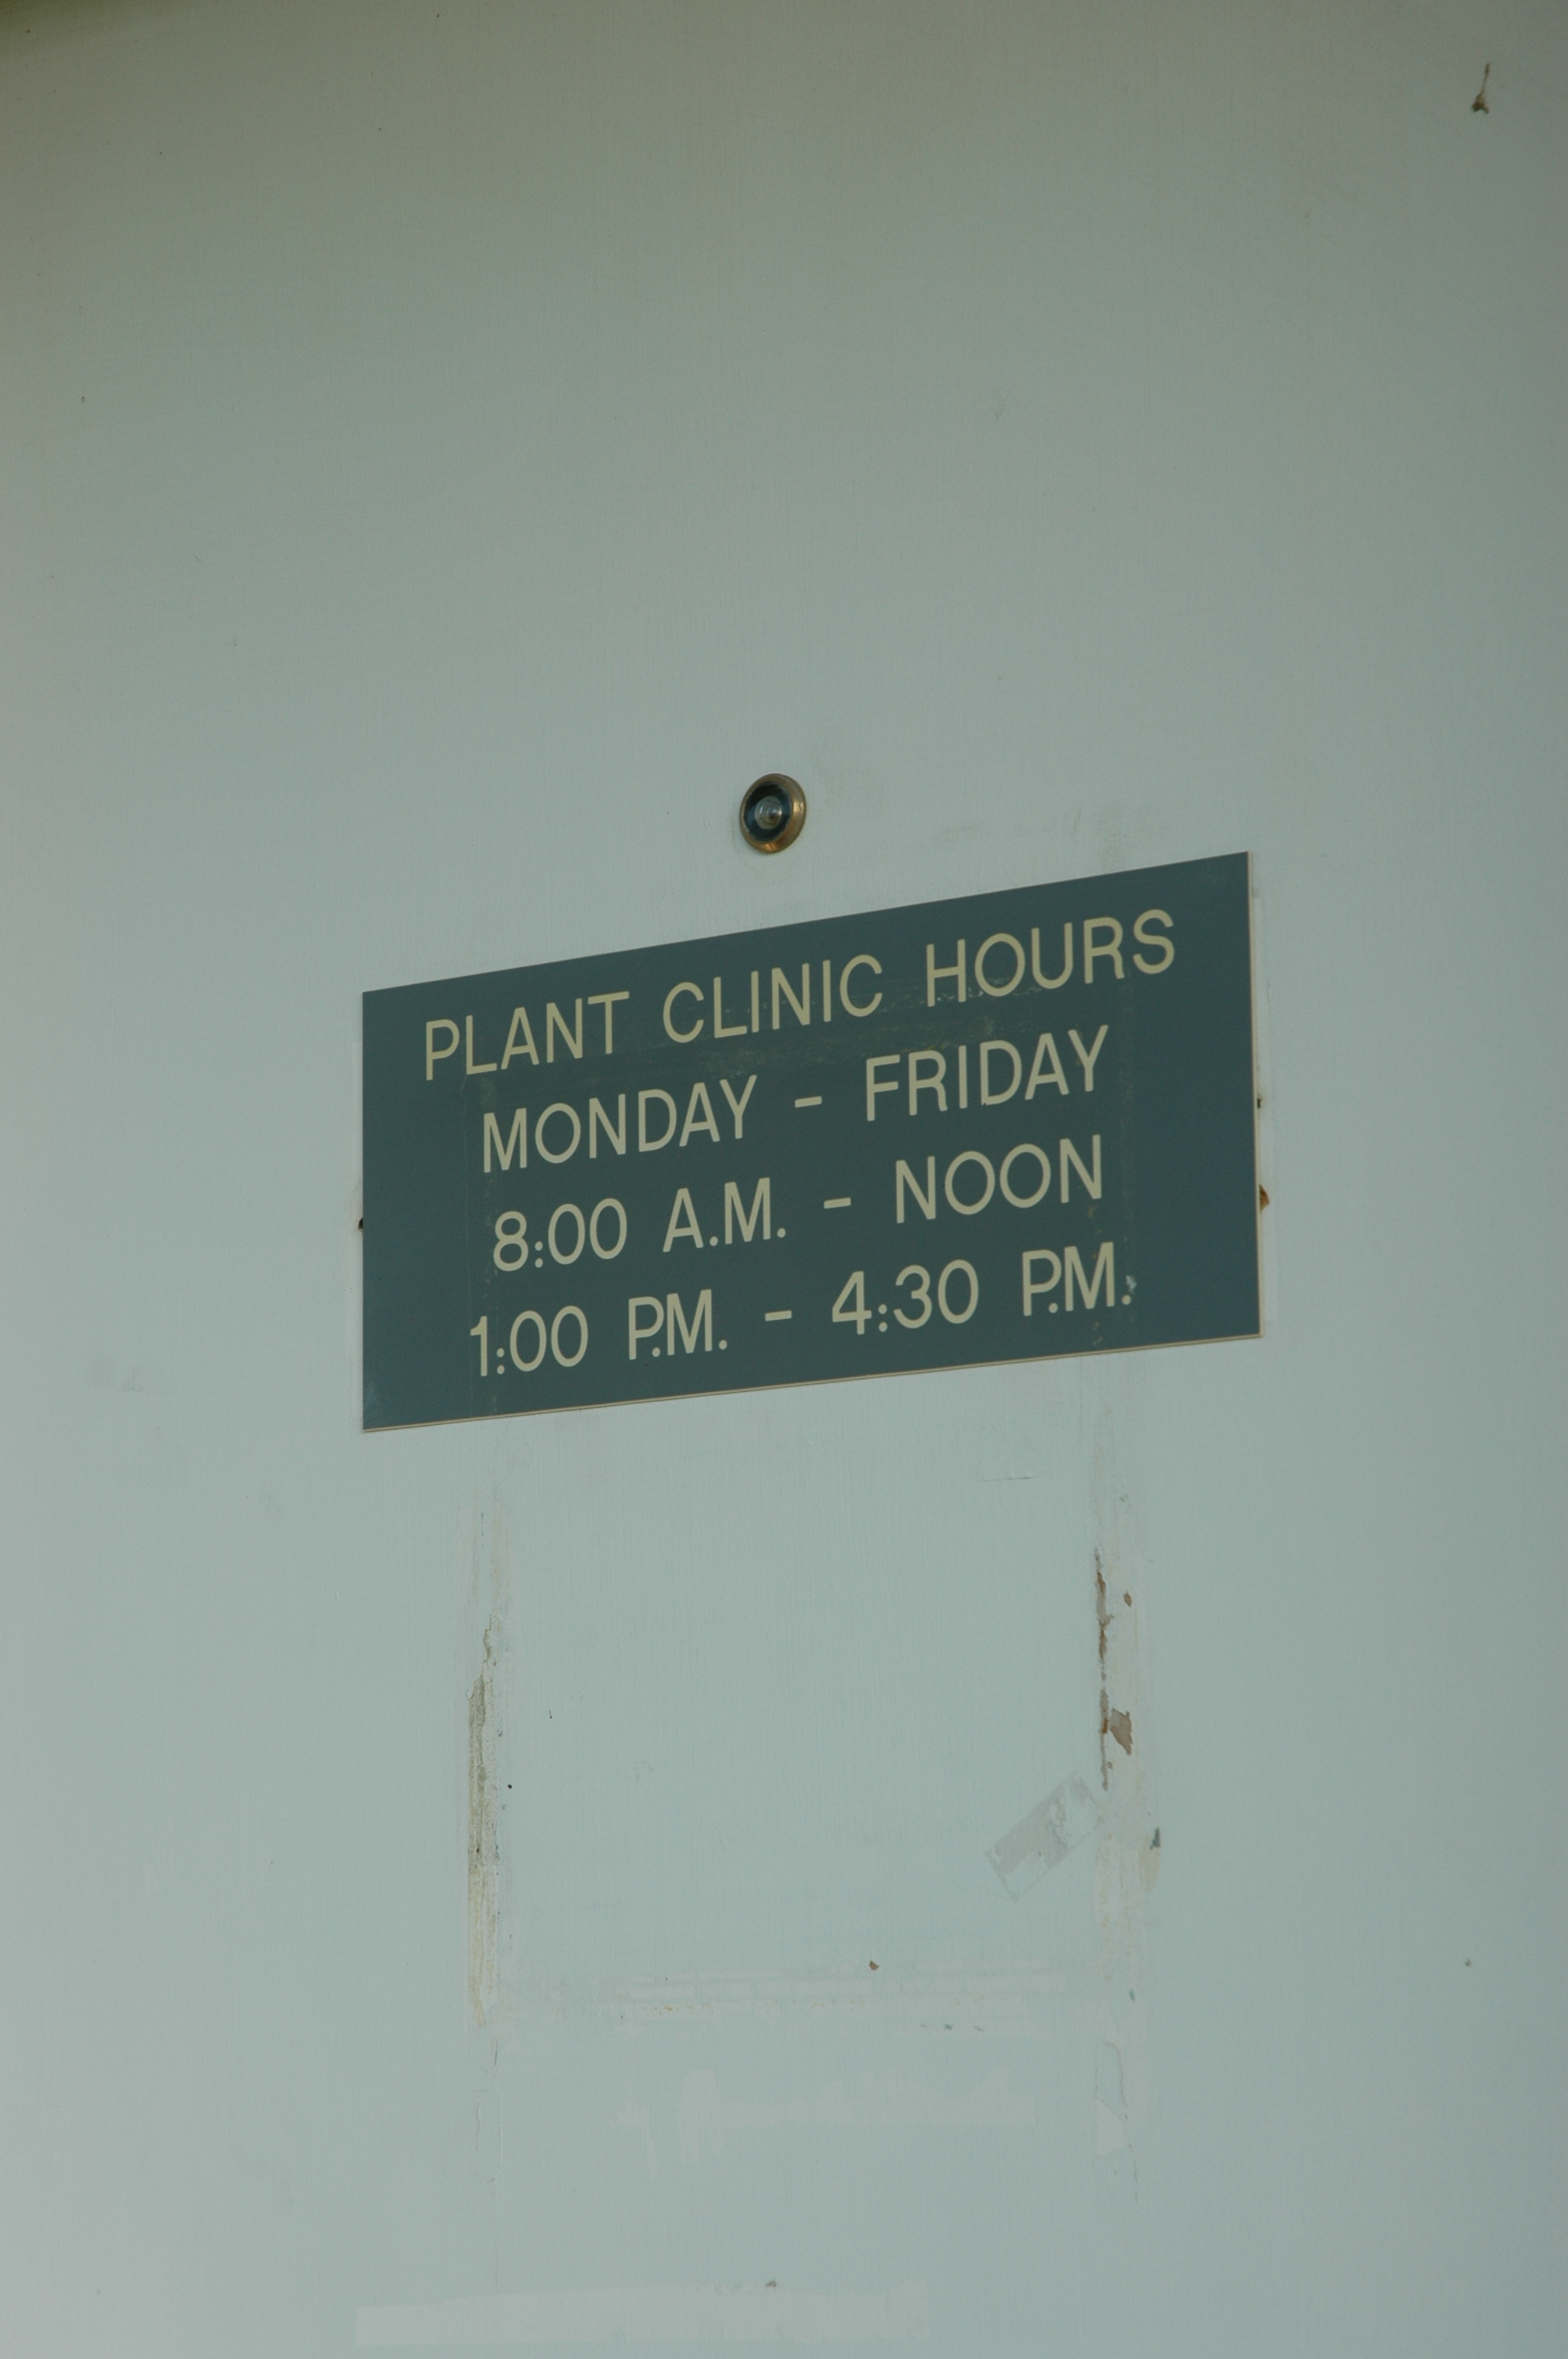 PLANT CLINIC HOURS
MONDAY - FRIDAY
8:00 A.M. - NOON
1:00 P.M. - 4:30 P.M.